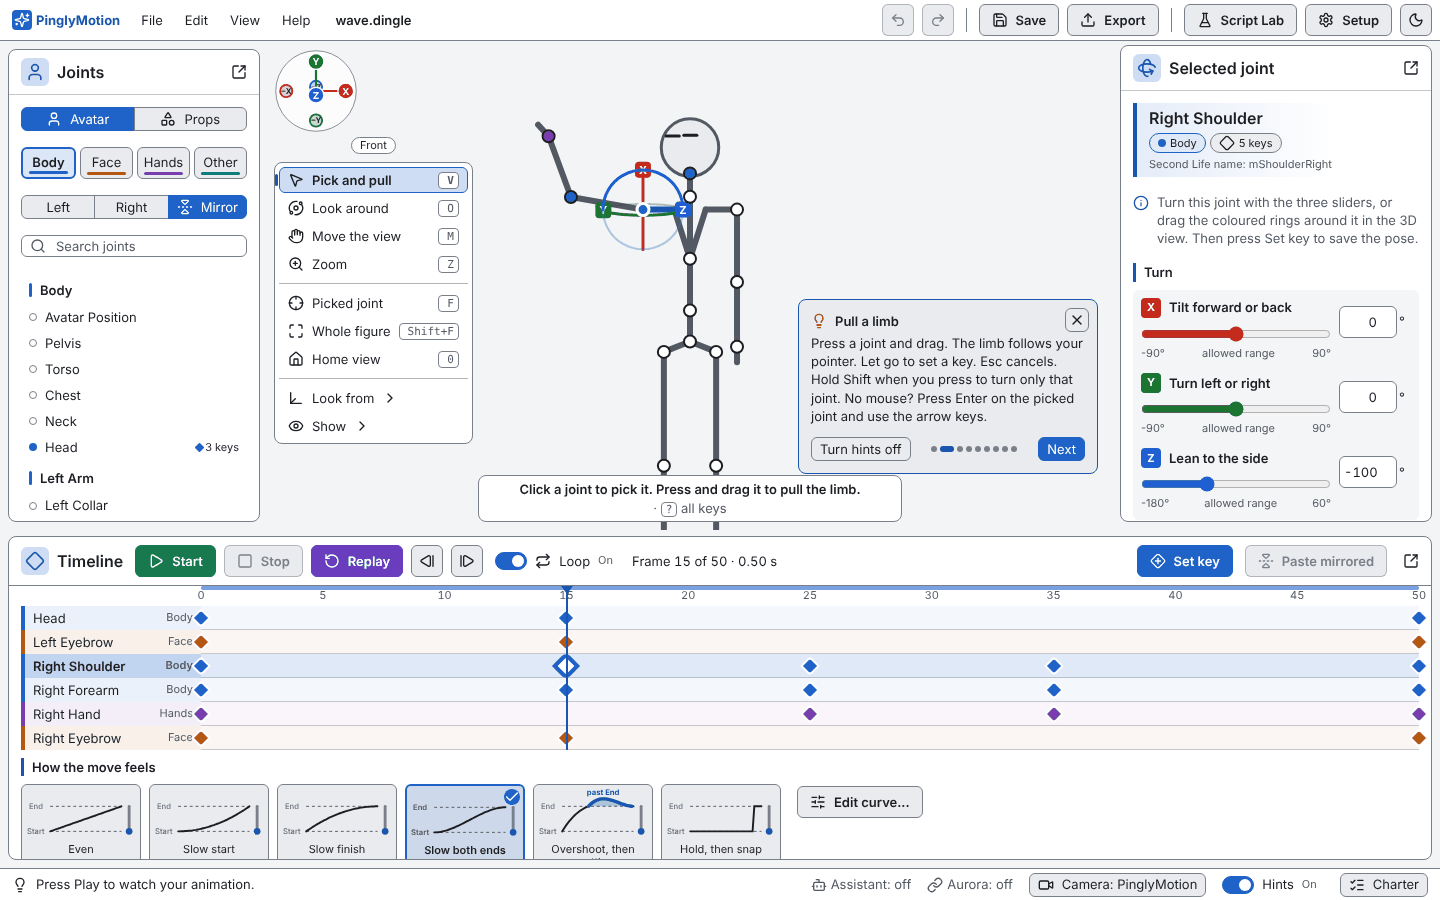 PinglyMotion File Edit View Help wave.dingle Save Export Script Lab Setup
Joints
Avatar Props
Body Face Hands Other
Left Right Mirror
Search joints
Body
Avatar Position
Pelvis
Torso
Chest
Neck
Head 3 keys
Left Arm
Left Collar
Y
-X Z X
-Y
Front
Pick and pull V
Look around O
Move the view M
Zoom Z
Picked joint F
Whole figure Shift+F
Home view 0
Look from
Show
X
Y Z
Pull a limb
Press a joint and drag. The limb follows your
pointer. Let go to set a key. Esc cancels.
Hold Shift when you press to turn only that
joint. No mouse? Press Enter on the picked
joint and use the arrow keys.
Turn hints off Next
Click a joint to pick it. Press and drag it to pull the limb.
· ? all keys
Selected joint
Right Shoulder
Body 5 keys
Second Life name: mShoulderRight
Turn this joint with the three sliders, or
drag the coloured rings around it in the 3D
view. Then press Set key to save the pose.
Turn
X Tilt forward or back 0 °
-90° allowed range 90°
Y Turn left or right 0 °
-90° allowed range 90°
Z Lean to the side -100 °
-180° allowed range 60°
Timeline Start Stop Replay Loop On Frame 15 of 50 · 0.50 s Set key Paste mirrored
0 5 10 15 20 25 30 35 40 45 50
Head Body
Left Eyebrow Face
Right Shoulder Body
Right Forearm Body
Right Hand Hands
Right Eyebrow Face
How the move feels
End Start Even
End Start Slow start
End Start Slow finish
End Start Slow both ends
past End End Start Overshoot, then
End Start Hold, then snap
Edit curve...
Press Play to watch your animation. Assistant: off Aurora: off Camera: PinglyMotion Hints On Charter